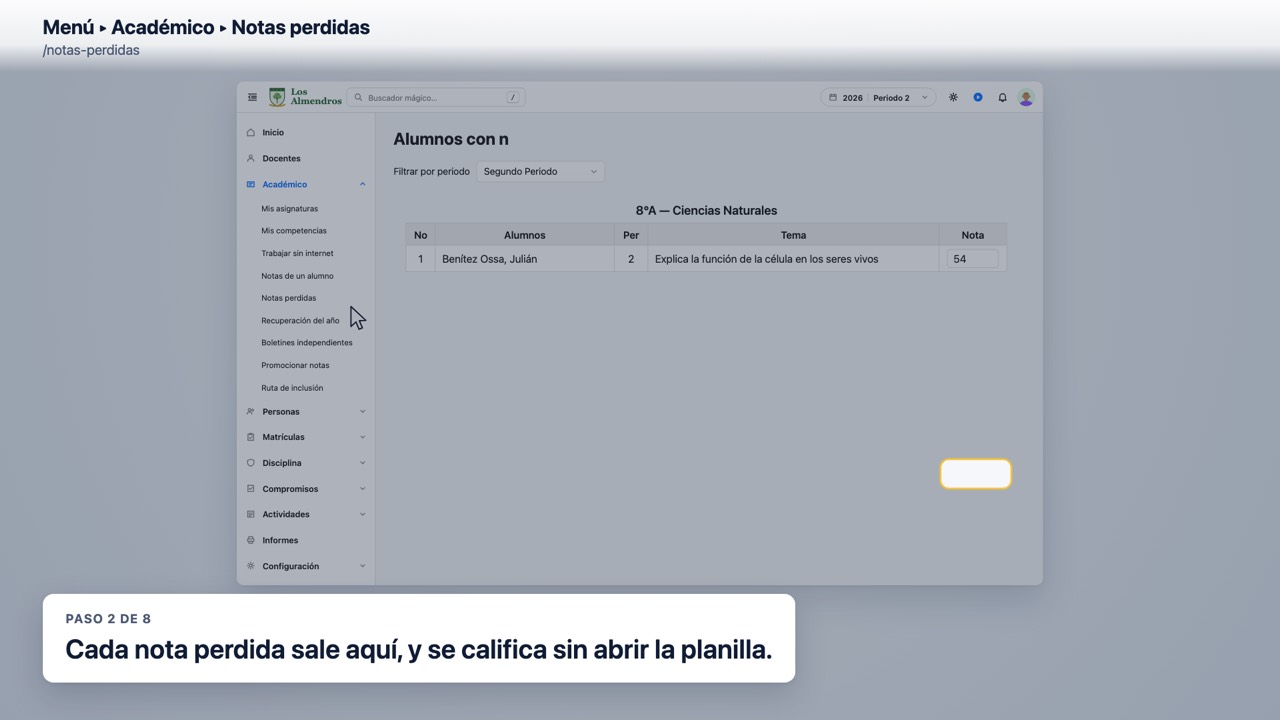 Menú ▸ Académico ▸ Notas perdidas
/notas-perdidas
Los Almendros
Buscador mágico...
/
2026 Periodo 2
Inicio
Docentes
Académico
Mis asignaturas
Mis competencias
Trabajar sin internet
Notas de un alumno
Notas perdidas
Recuperación del año
Boletines independientes
Promocionar notas
Ruta de inclusión
Personas
Matrículas
Disciplina
Compromisos
Actividades
Informes
Configuración
Alumnos con n
Filtrar por periodo Segundo Periodo
8°A — Ciencias Naturales
No Alumnos Per Tema Nota
1 Benítez Ossa, Julián 2 Explica la función de la célula en los seres vivos 54
PASO 2 DE 8
Cada nota perdida sale aquí, y se califica sin abrir la planilla.